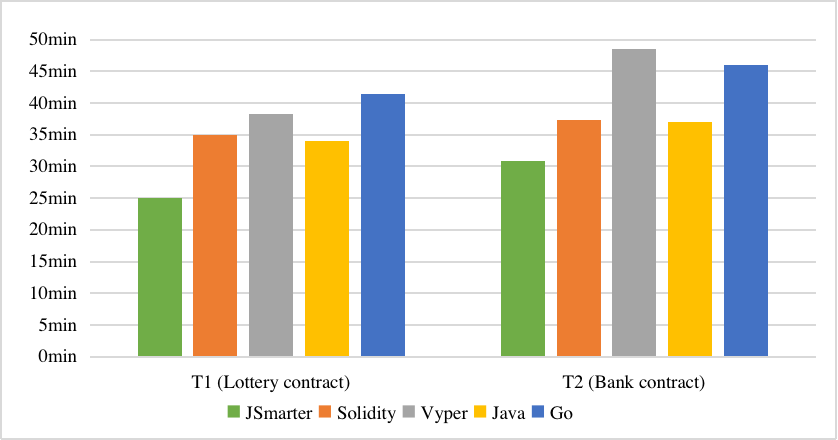 50min
45min
40min
35min
30min
25min
20min
15min
10min
5min
0min
T1 (Lottery contract) T2 (Bank contract)
JSmarter Solidity Vyper Java Go